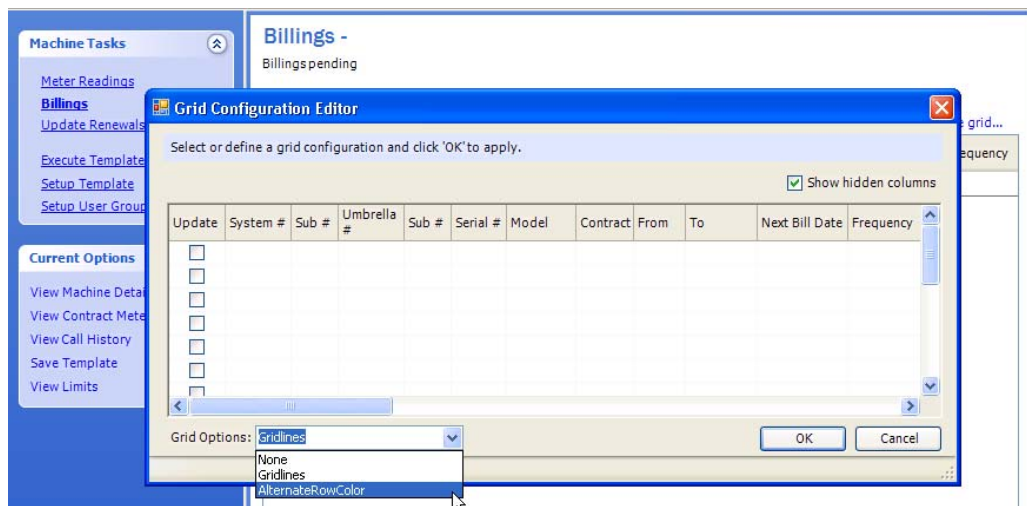 Machine Tasks
Meter Readings
Billings
Update Renewals
Execute Template
Setup Template
Setup User Group
Current Options
View Machine Detai
View Contract Mete
View Call History
Save Template
View Limits
Billings -
Billings pending
grid...
equency
Grid Configuration Editor
Select or define a grid configuration and click 'OK' to apply.
Show hidden columns
Update System # Sub # Umbrella # Sub # Serial # Model Contract From To Next Bill Date Frequency
Grid Options: Gridlines
OK Cancel
None
Gridlines
AlternateRowColor